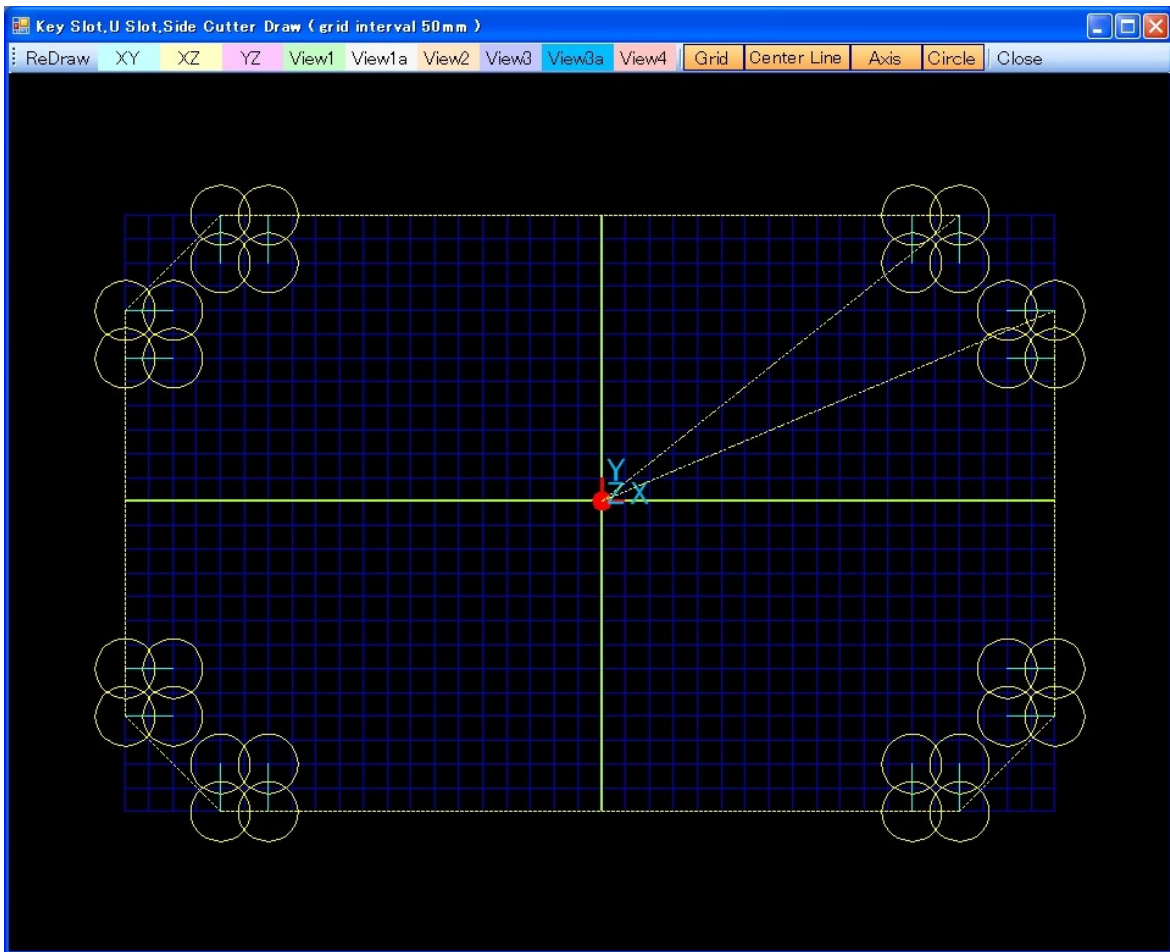 Key Slot,U Slot,Side Cutter Draw ( grid interval 50mm )
ReDraw XY XZ YZ View1 View1a View2 View3 View3a View4 Grid Center Line Axis Circle Close
Y
Z X